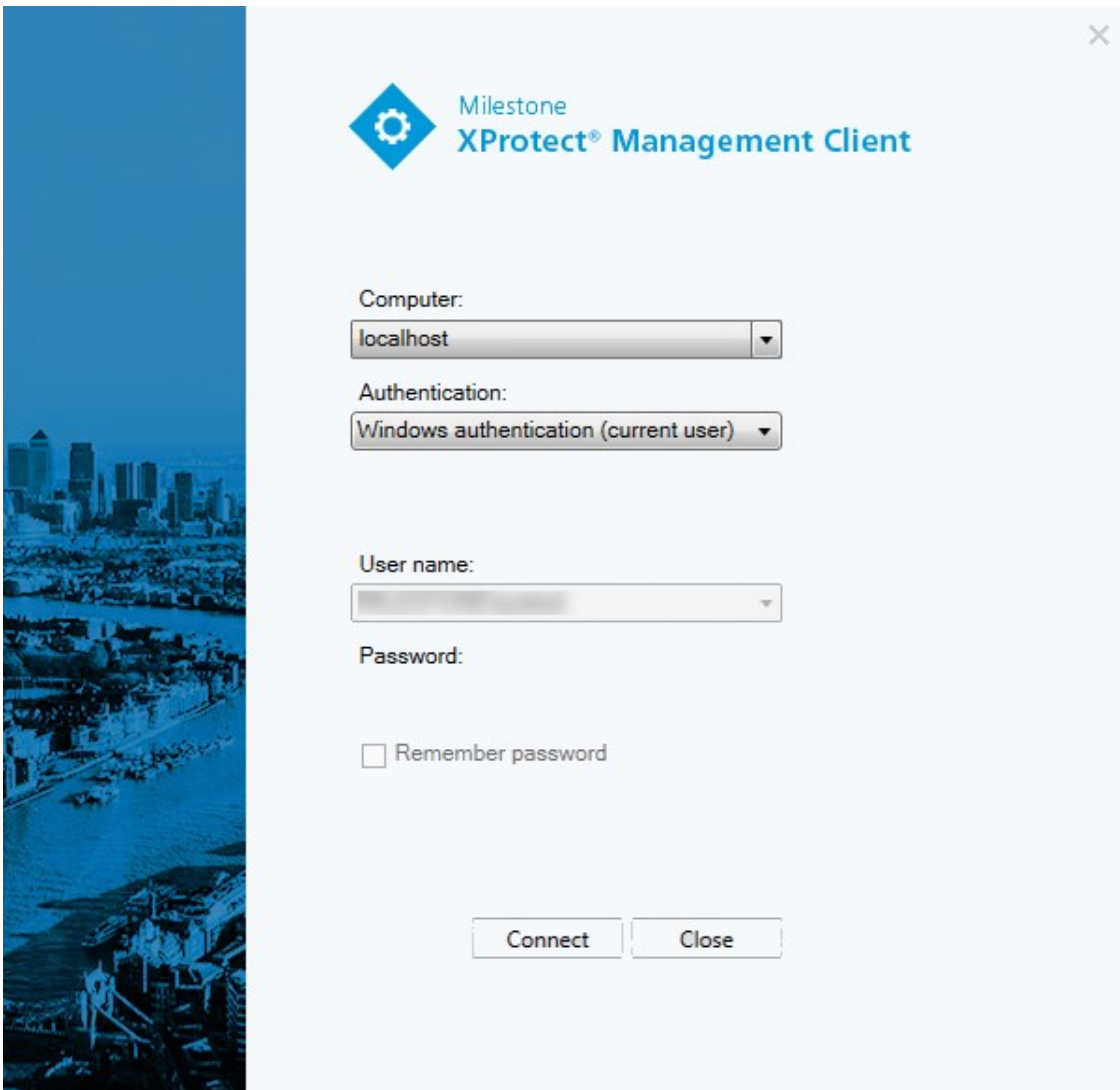 Milestone
XProtect® Management Client
Computer:
localhost
Authentication:
Windows authentication (current user)
User name:
Password:
Remember password
Connect
Close